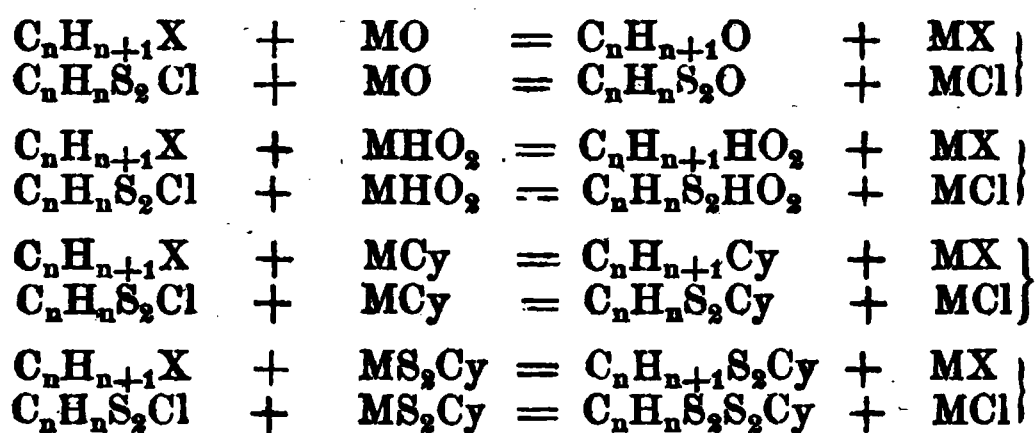 CₙHₙ₊₁X + MO = CₙHₙ₊₁O + MX
CₙHₙS₂Cl + MO = CₙHₙS₂O + MCl
CₙHₙ₊₁X + MHO₂ = CₙHₙ₊₁HO₂ + MX
CₙHₙS₂Cl + MHO₂ = CₙHₙS₂HO₂ + MCl
CₙHₙ₊₁X + MCy = CₙHₙ₊₁Cy + MX
CₙHₙS₂Cl + MCy = CₙHₙS₂Cy + MCl
CₙHₙ₊₁X + MS₂Cy = CₙHₙ₊₁S₂Cy + MX
CₙHₙS₂Cl + MS₂Cy = CₙHₙS₂S₂Cy + MCl